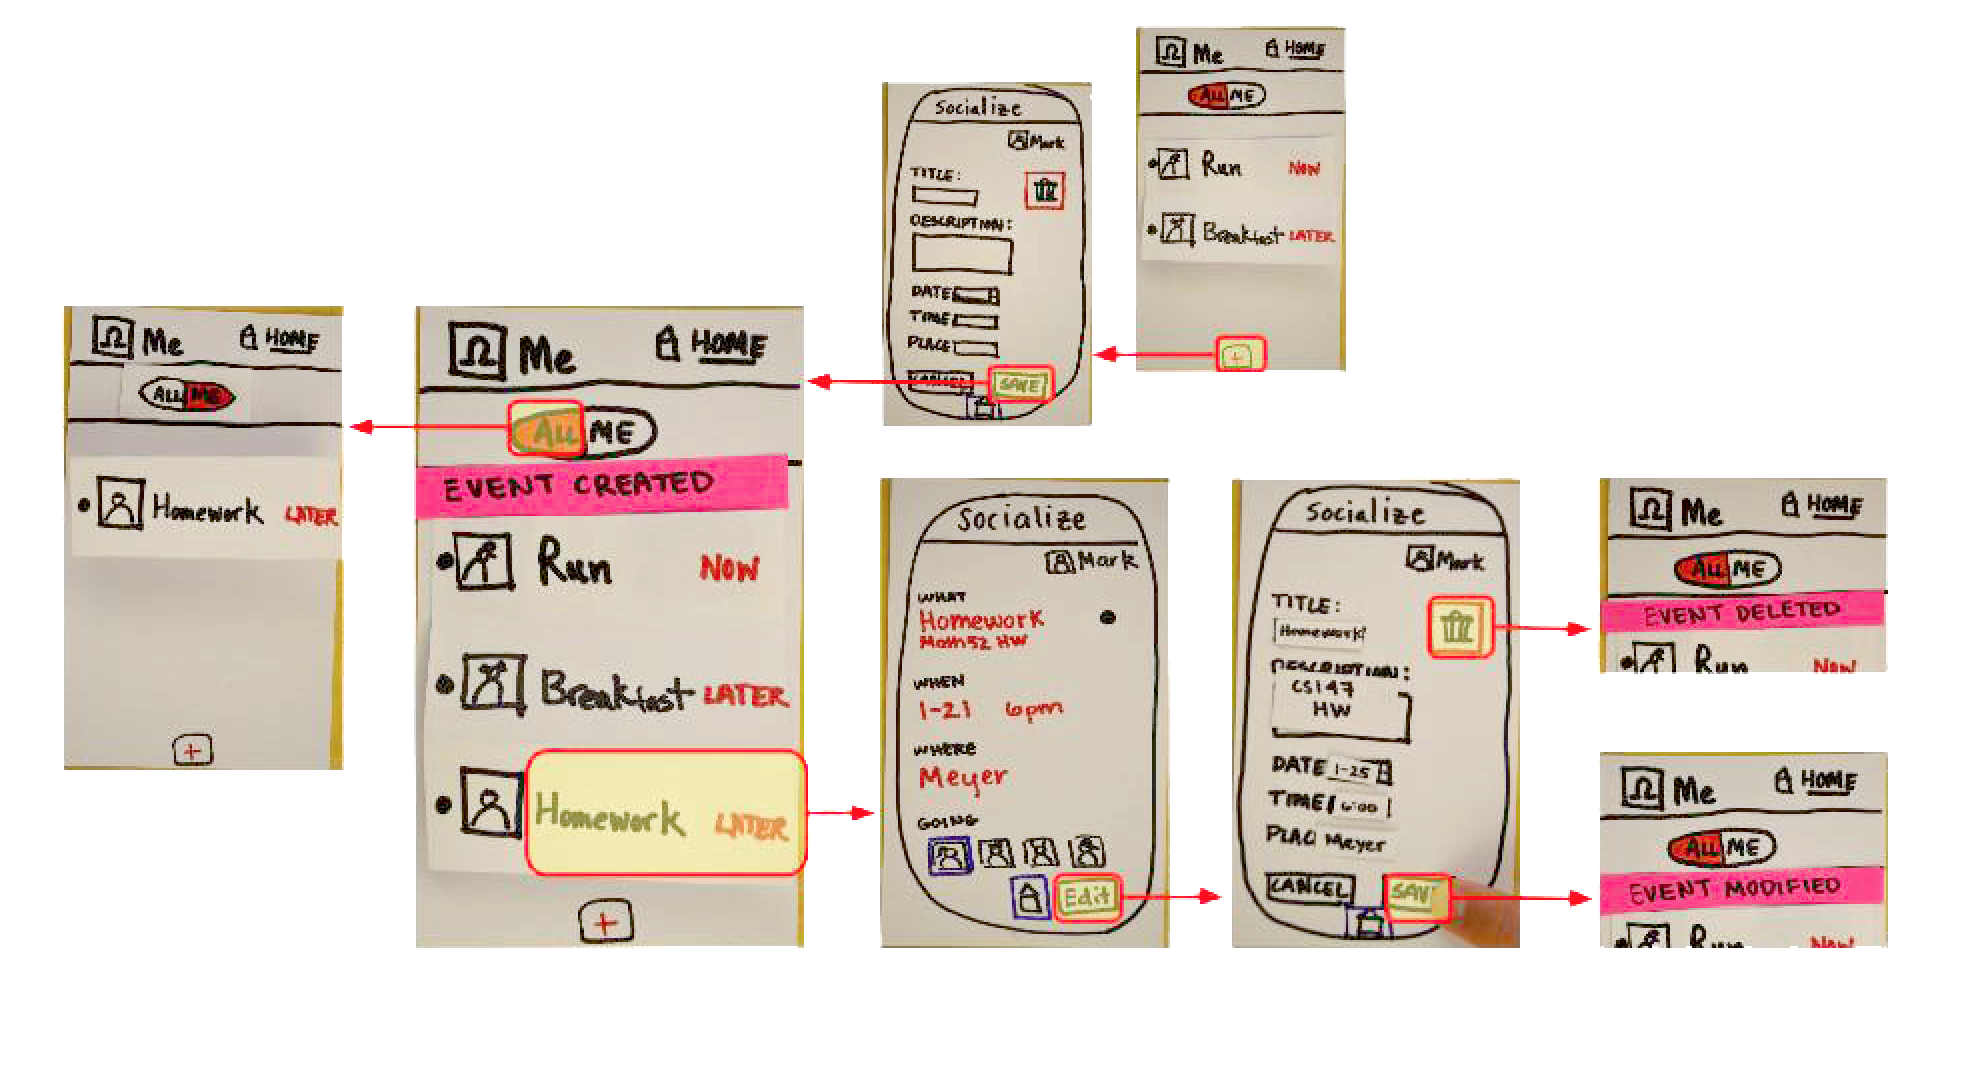 Me HOME
ALL ME
Run NOW
Breakfast LATER
+
Socialize
Mark
TITLE:
DESCRIPTION:
DATE
TIME
PLACE
CANCEL SAVE
Me HOME
ALL ME
EVENT CREATED
Run NOW
Breakfast LATER
Homework LATER
+
Me HOME
ALL ME
Homework LATER
+
Socialize
Mark
WHAT
Homework
Math52 HW
WHEN
1-21 6pm
WHERE
Meyer
GOING
Edit
Socialize
Mark
TITLE:
Homework
DESCRIPTION:
CS147
HW
DATE 1-25
TIME 6:00
PLAC Meyer
CANCEL SAV
Me HOME
ALL ME
EVENT DELETED
Run Now
Me HOME
ALL ME
EVENT MODIFIED
Run Now